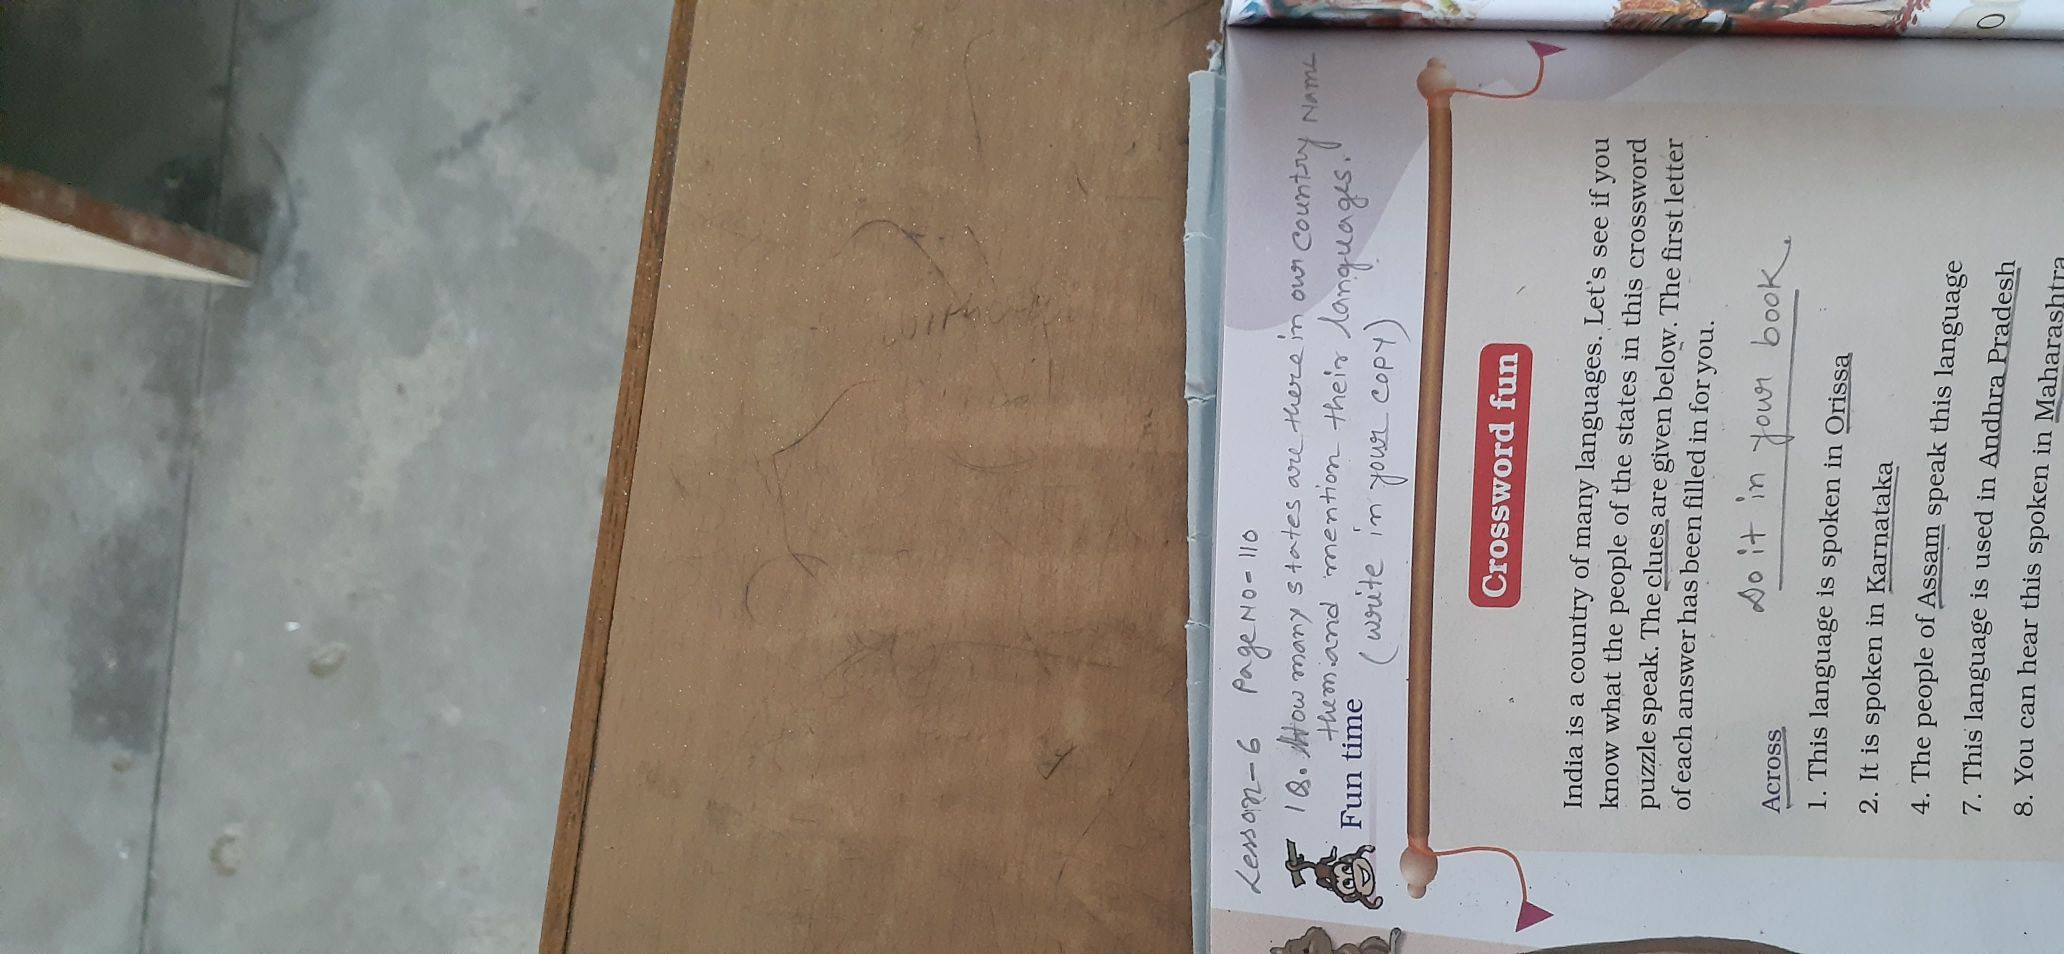 Lesson-6 Page No-110
1Q. How many states are there in our country Name
them and mention their languages.
Fun time (write in your copy)
Crossword fun
India is a country of many languages. Let's see if you
know what the people of the states in this crossword
puzzle speak. The clues are given below. The first letter
of each answer has been filled in for you.
Do it in your book
Across
1. This language is spoken in Orissa
2. It is spoken in Karnataka
4. The people of Assam speak this language
7. This language is used in Andhra Pradesh
8. You can hear this spoken in Maharashtra